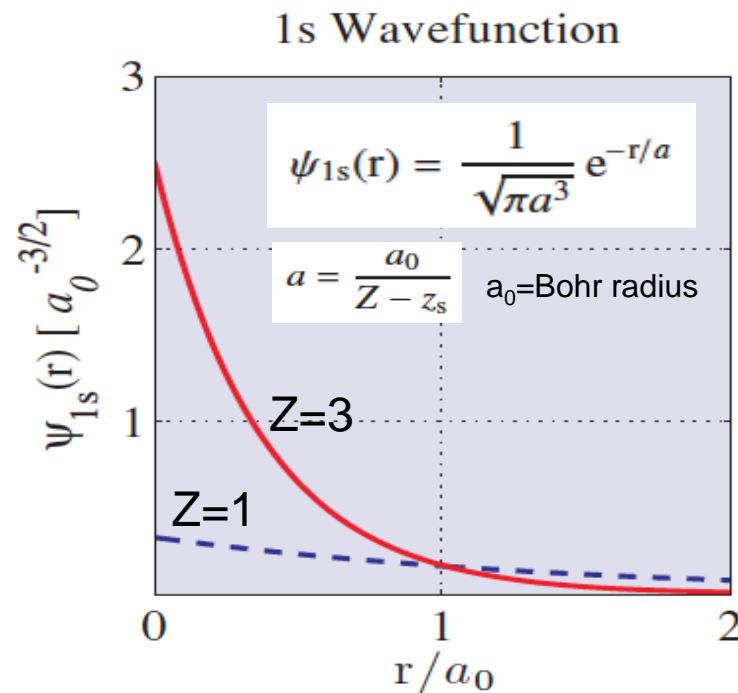 1s Wavefunction
3
ψ1s(r) = 1/√(πa³) e^(-r/a)
a = a₀/(Z − zₛ)
a₀=Bohr radius
2
ψ1s(r) [ a₀^(-3/2) ]
1
Z=3
Z=1
0 1 2
r/a₀